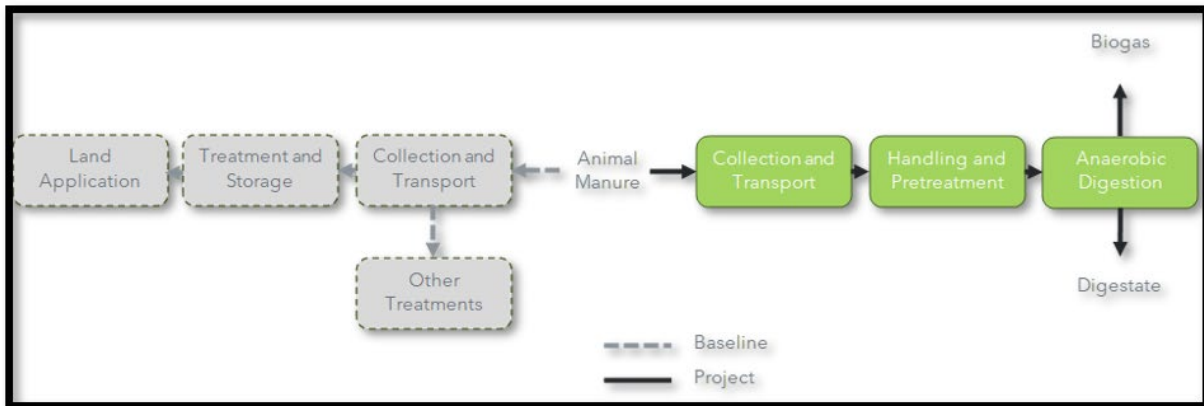 Biogas
Land
Application
Treatment and
Storage
Collection and
Transport
Animal
Manure
Collection and
Transport
Handling and
Pretreatment
Anaerobic
Digestion
Other
Treatments
Digestate
Baseline
Project